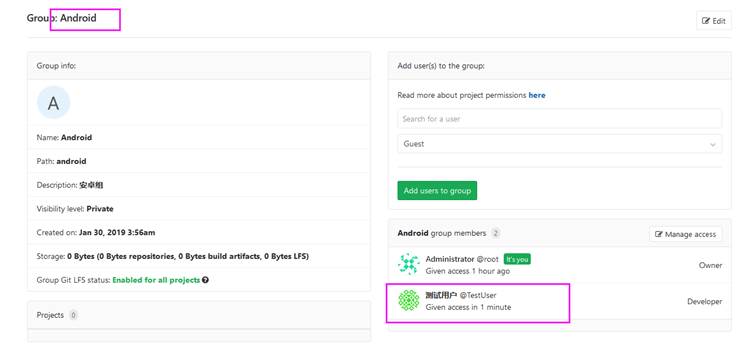 Group: Android
Edit
Group info:
A
Name: Android
Path: android
Description: 安卓组
Visibility level: Private
Created on: Jan 30, 2019 3:56am
Storage: 0 Bytes (0 Bytes repositories, 0 Bytes build artifacts, 0 Bytes LFS)
Group Git LFS status: Enabled for all projects
Projects 0
Add user(s) to the group:
Read more about project permissions here
Search for a user
Guest
Add users to group
Android group members 2
Manage access
Administrator @root It's you
Given access 1 hour ago
Owner
测试用户 @TestUser
Given access in 1 minute
Developer